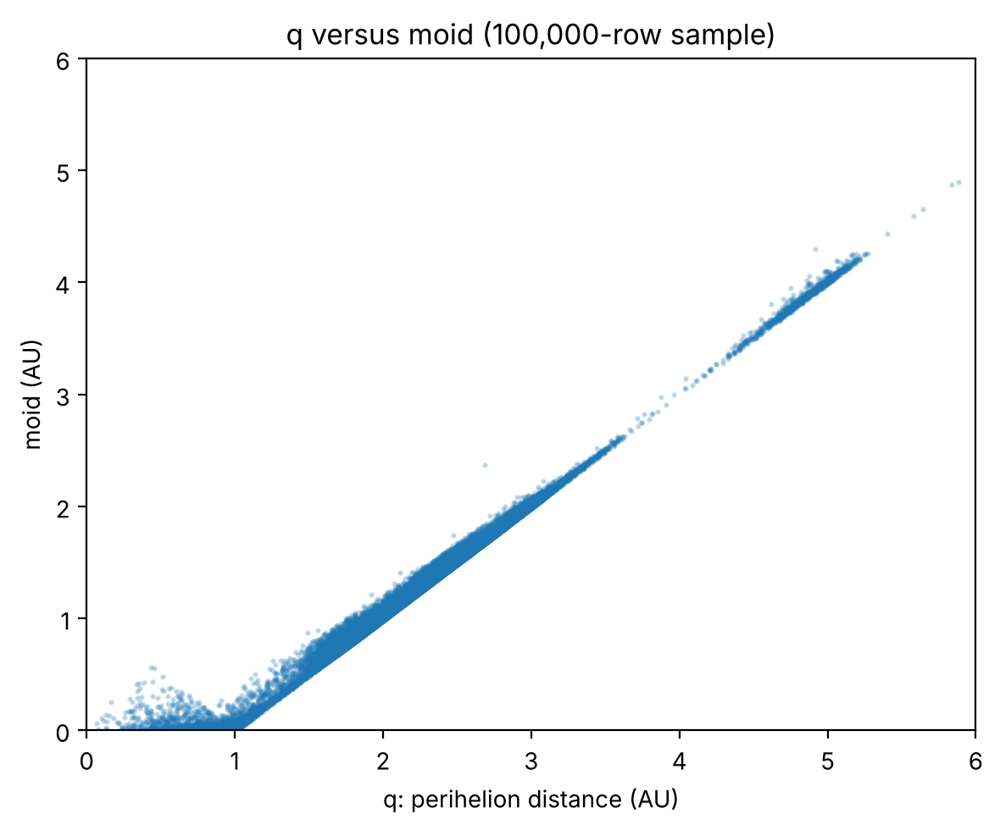 q versus moid (100,000-row sample)
6
5
4
3
2
1
0
moid (AU)
0 1 2 3 4 5 6
q: perihelion distance (AU)